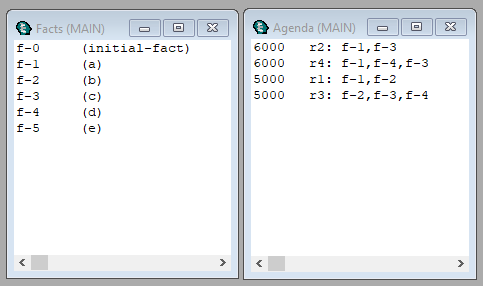 Facts (MAIN)
f-0 (initial-fact)
f-1 (a)
f-2 (b)
f-3 (c)
f-4 (d)
f-5 (e)
Agenda (MAIN)
6000 r2: f-1,f-3
6000 r4: f-1,f-4,f-3
5000 r1: f-1,f-2
5000 r3: f-2,f-3,f-4